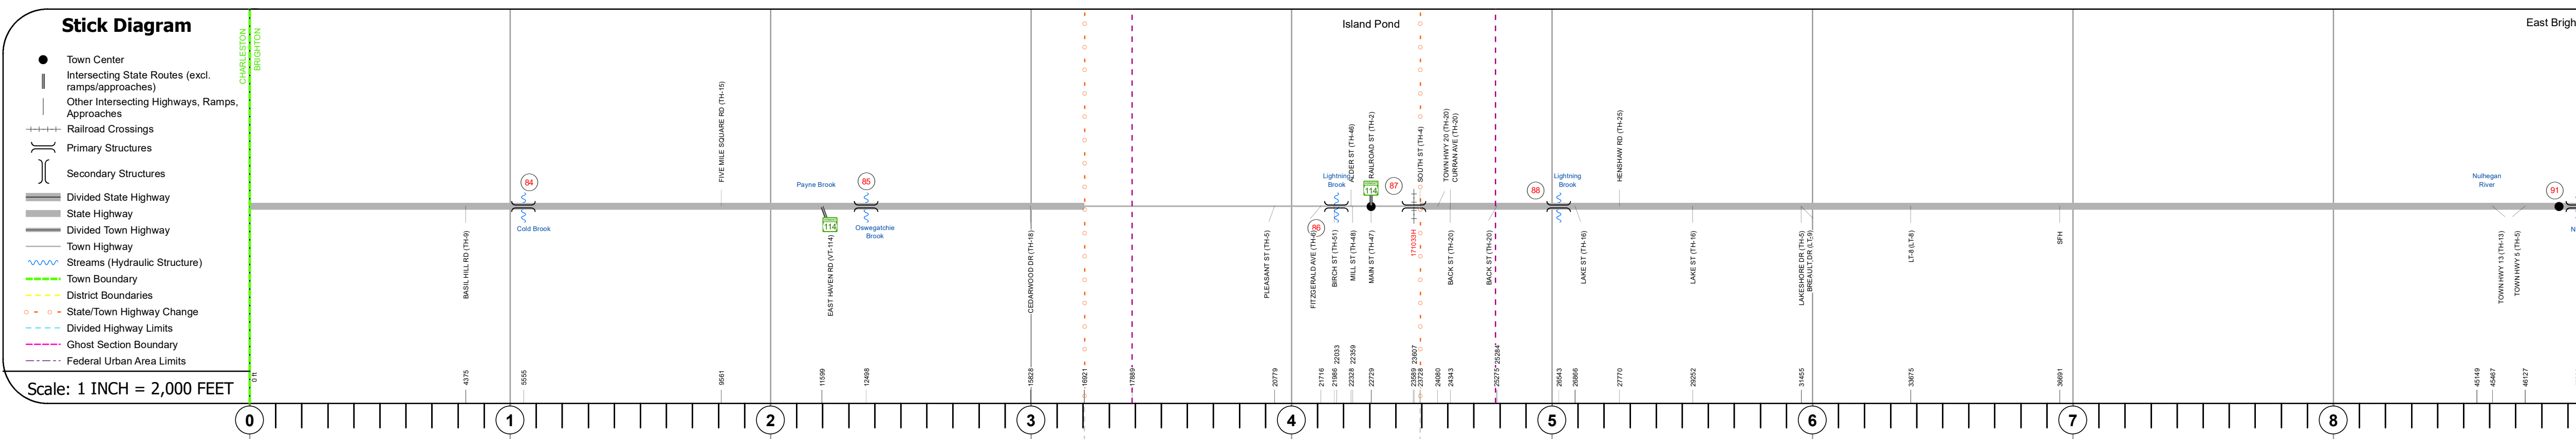 Stick Diagram
Town Center
Intersecting State Routes (excl.
ramps/approaches)
Other Intersecting Highways, Ramps,
Approaches
Railroad Crossings
Primary Structures
Secondary Structures
Divided State Highway
State Highway
Divided Town Highway
Town Highway
Streams (Hydraulic Structure)
Town Boundary
District Boundaries
State/Town Highway Change
Divided Highway Limits
Ghost Section Boundary
Federal Urban Area Limits
Scale: 1 INCH = 2,000 FEET
CHARLESTON
BRIGHTON
Island Pond
East Brigh
FIVE MILE SQUARE RD (TH-15)
ALDER ST (TH-46)
RAILROAD ST (TH-2)
SOUTH ST (TH-4)
TOWN HWY 20 (TH-20)
CURRAN AVE (TH-20)
HENSHAW RD (TH-25)
84
85
86
87
88
91
Payne Brook
Lightning
Brook
Lightning
Brook
Nulhegan
River
114
114
Cold Brook
Oswegatchie
Brook
N
BASIL HILL RD (TH-9)
EAST HAVEN RD (VT-114)
CEDARWOOD DR (TH-18)
PLEASANT ST (TH-5)
FITZGERALD AVE (TH-6)
BIRCH ST (TH-51)
MILL ST (TH-48)
MAIN ST (TH-47)
171033H
BACK ST (TH-20)
BACK ST (TH-20)
LAKE ST (TH-16)
LAKE ST (TH-16)
LAKESHORE DR (TH-5)
BREAULT DR (LT-9)
LT-8 (LT-8)
SFH
TOWN HWY 13 (TH-13)
TOWN HWY 5 (TH-5)
0 ft
4375
5555
9561
11599
12498
15828
16921
17889
20779
21716
21986
22033
22328
22359
22729
23589
23607
23728
24080
24343
25275
25284
26543
26866
27770
29252
31455
33675
36691
45149
45467
46127
0
1
2
3
4
5
6
7
8